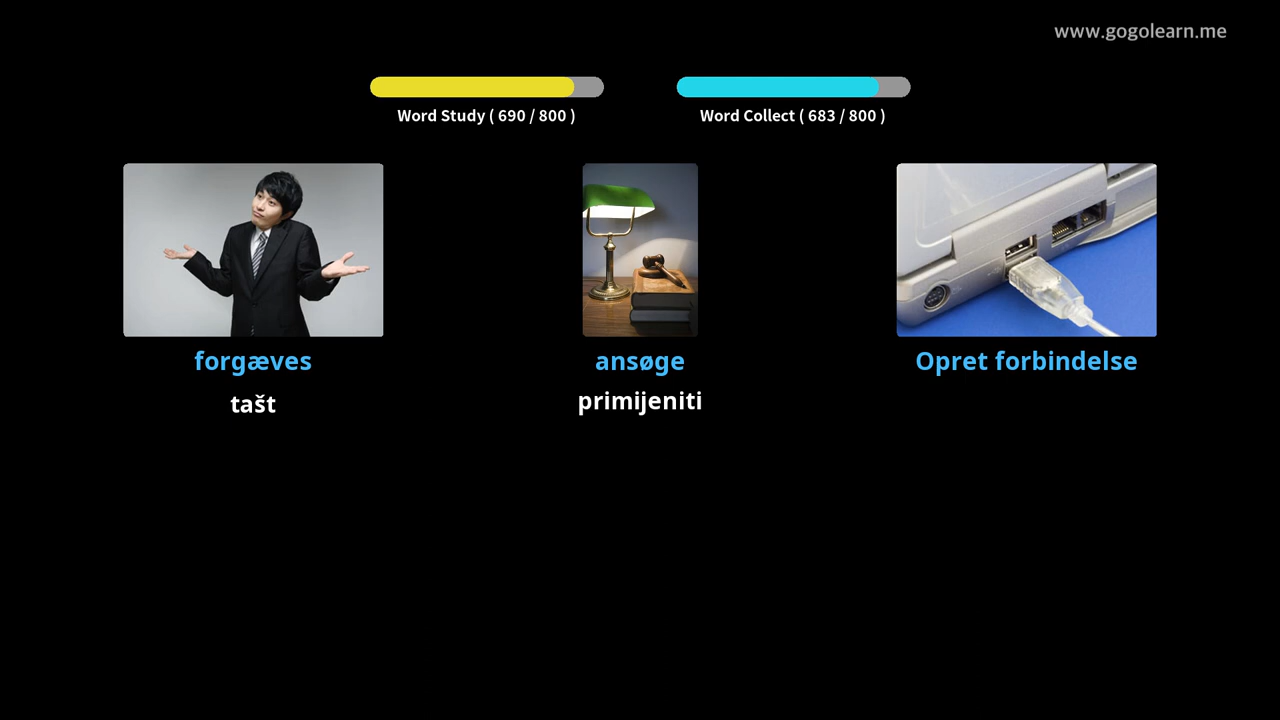 www.gogolearn.me
Word Study ( 690 / 800 )
Word Collect ( 683 / 800 )
forgæves
ansøge
Opret forbindelse
tašt
primijeniti